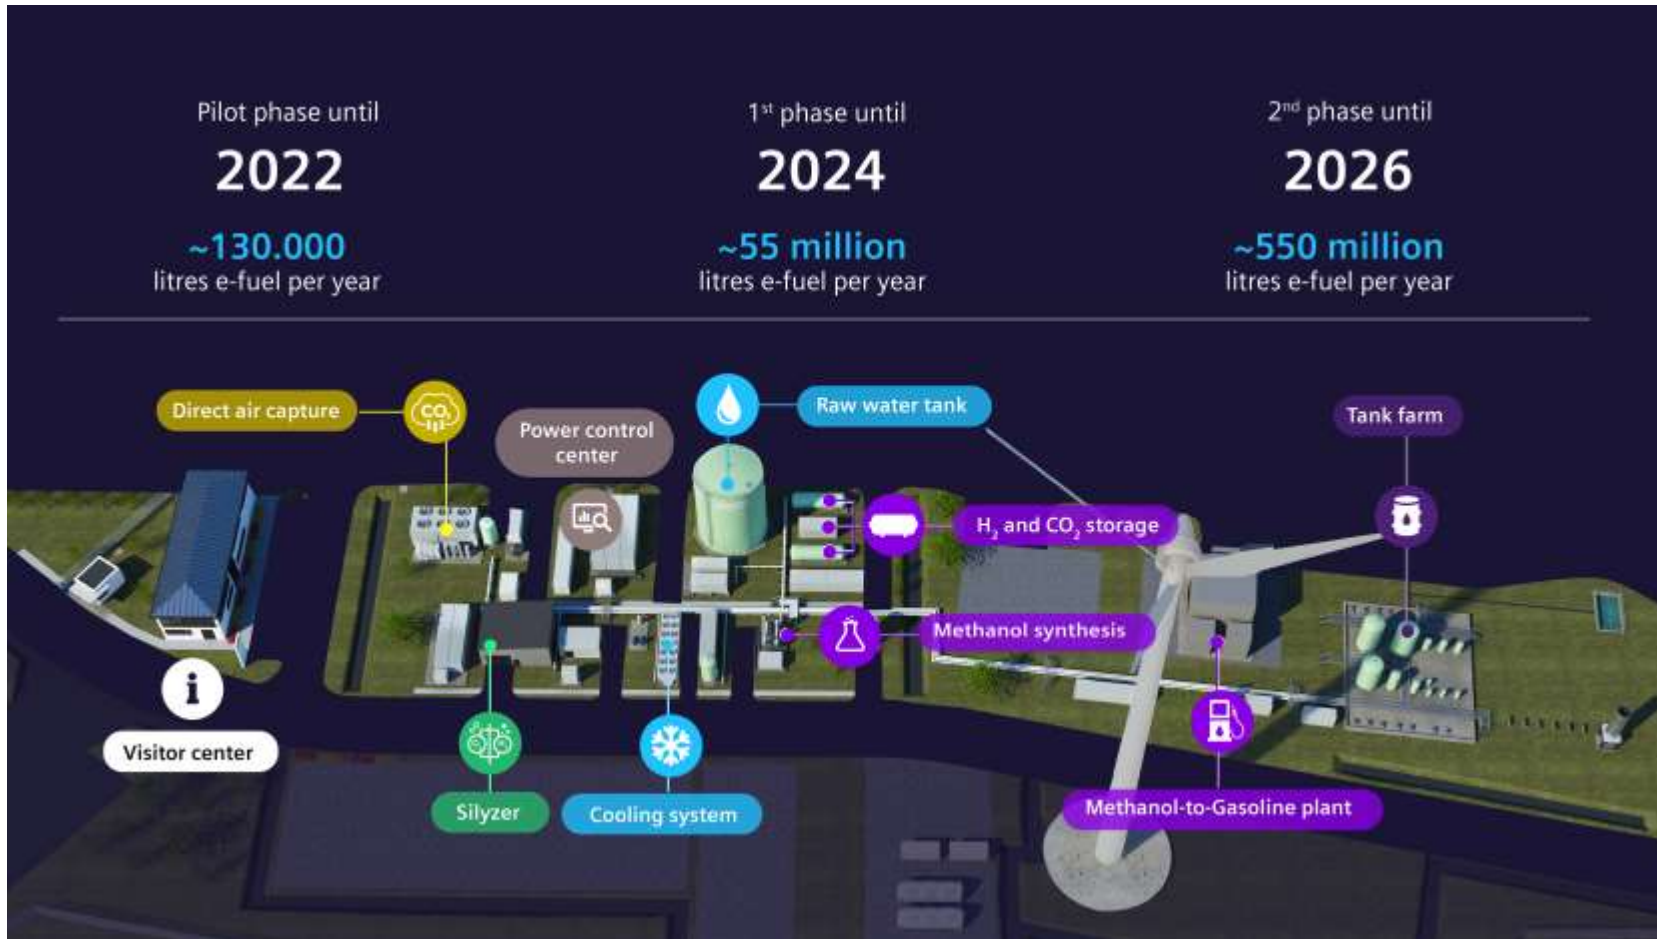 Pilot phase until
2022
~130.000
litres e-fuel per year
1st phase until
2024
~55 million
litres e-fuel per year
2nd phase until
2026
~550 million
litres e-fuel per year
Direct air capture
CO₂
Power control
center
Raw water tank
Tank farm
H₂ and CO₂ storage
Methanol synthesis
i
Visitor center
Silyzer
Cooling system
Methanol-to-Gasoline plant